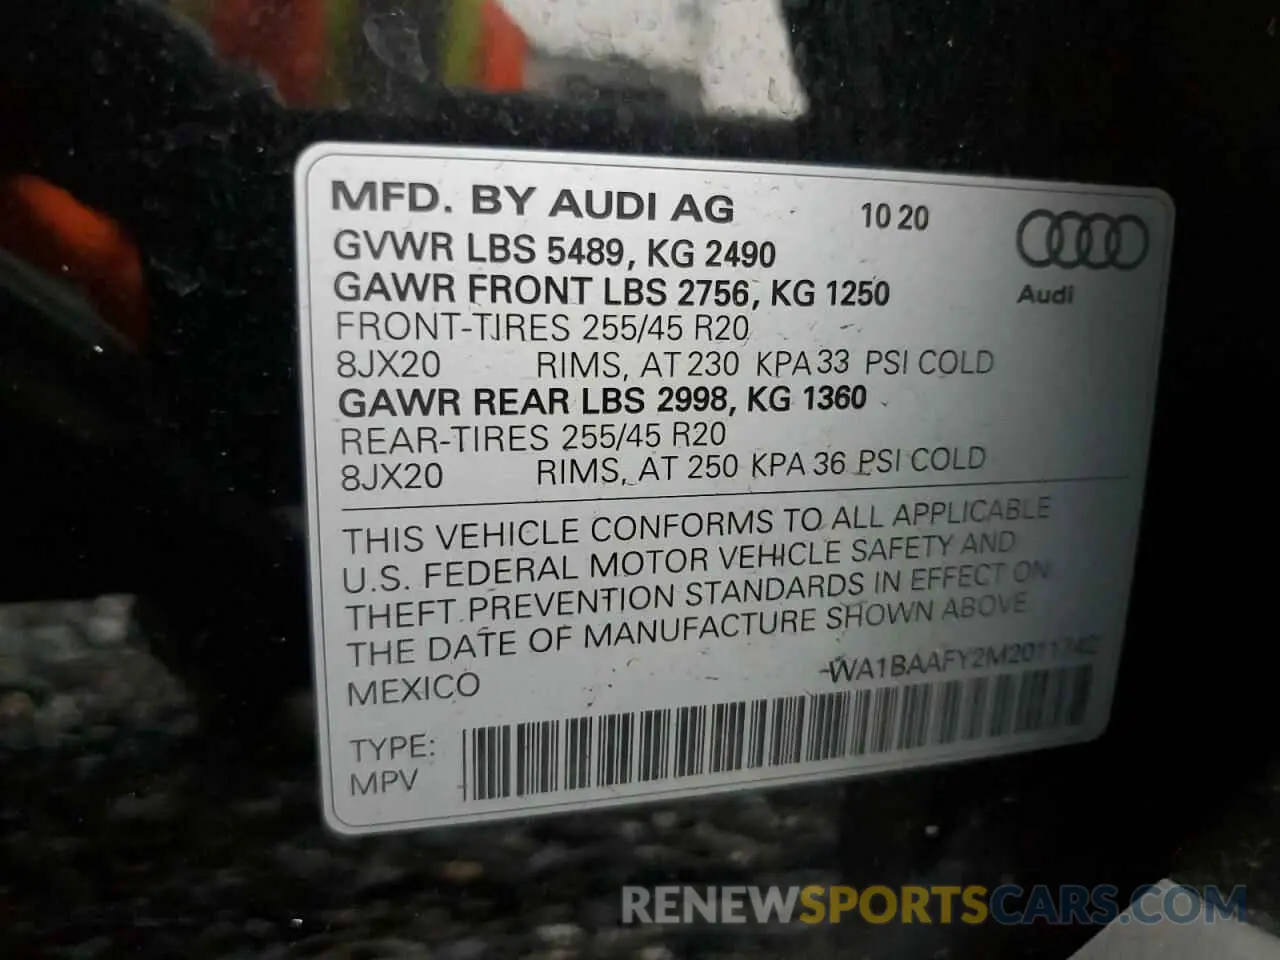 MFD. BY AUDI AG 10 20
GVWR LBS 5489, KG 2490
GAWR FRONT LBS 2756, KG 1250
Audi
FRONT-TIRES 255/45 R20
8JX20 RIMS, AT 230 KPA 33 PSI COLD
GAWR REAR LBS 2998, KG 1360
REAR-TIRES 255/45 R20
8JX20 RIMS, AT 250 KPA 36 PSI COLD
THIS VEHICLE CONFORMS TO ALL APPLICABLE
U.S. FEDERAL MOTOR VEHICLE SAFETY AND
THEFT PREVENTION STANDARDS IN EFFECT ON
THE DATE OF MANUFACTURE SHOWN ABOVE
MEXICO WA1BAAFY2M2011742
TYPE:
MPV
RENEWSPORTSCARS.COM